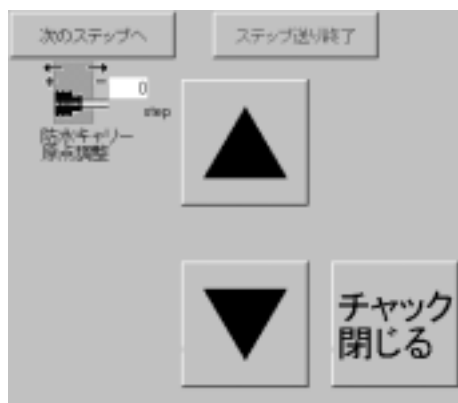 次のステップへ
ステップ送り終了
+
-
0
step
防水キャリー
原点調整
チャック
閉じる